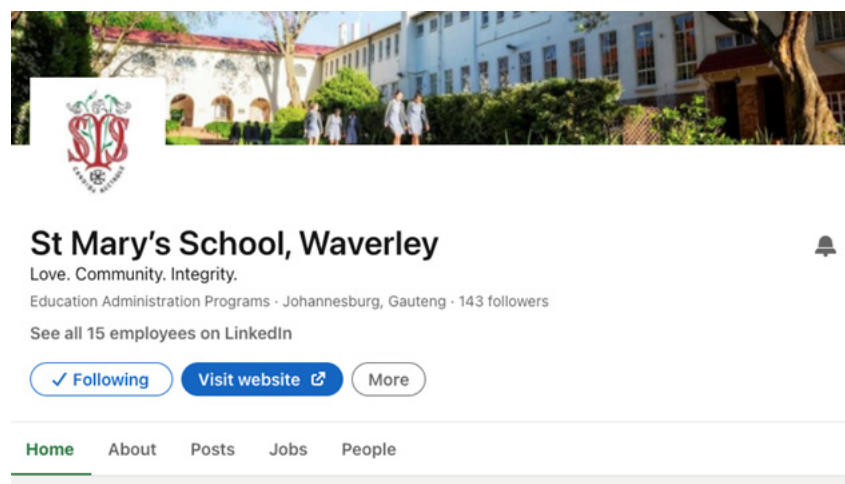 St Mary's School, Waverley
Love. Community. Integrity.
Education Administration Programs · Johannesburg, Gauteng · 143 followers
See all 15 employees on LinkedIn
Following Visit website More
Home About Posts Jobs People